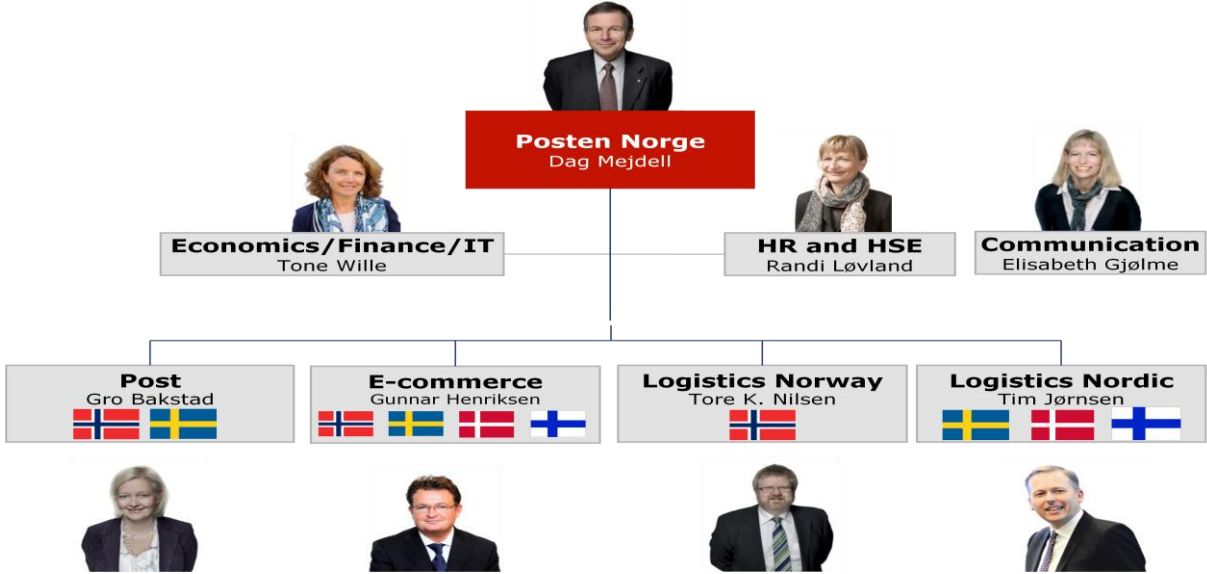 Posten Norge
Dag Mejdell
Economics/Finance/IT
Tone Wille
HR and HSE
Randi Løvland
Communication
Elisabeth Gjølme
Post
Gro Bakstad
E-commerce
Gunnar Henriksen
Logistics Norway
Tore K. Nilsen
Logistics Nordic
Tim Jørnsen